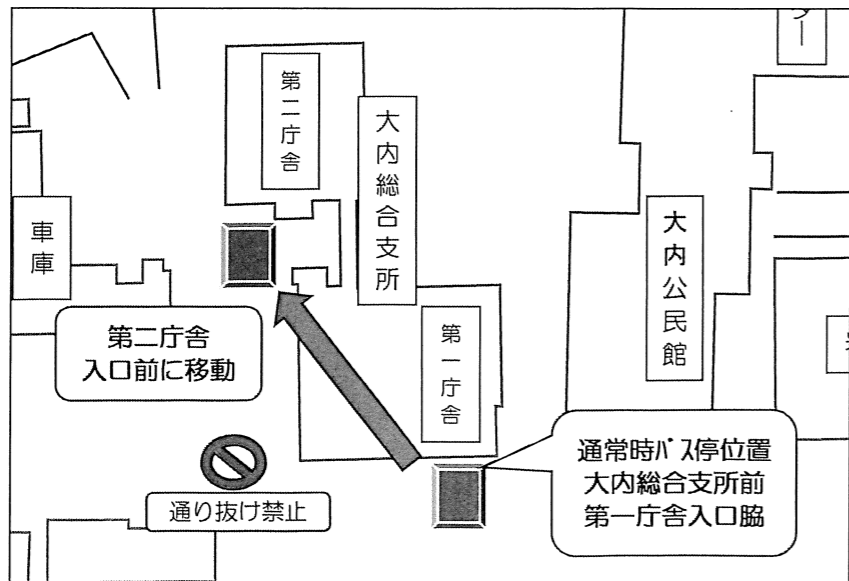 第二庁舎
大内総合支所
車庫
大内公民館
第一庁舎
第二庁舎
入口前に移動
通常時バス停位置
大内総合支所前
第一庁舎入口脇
通り抜け禁止